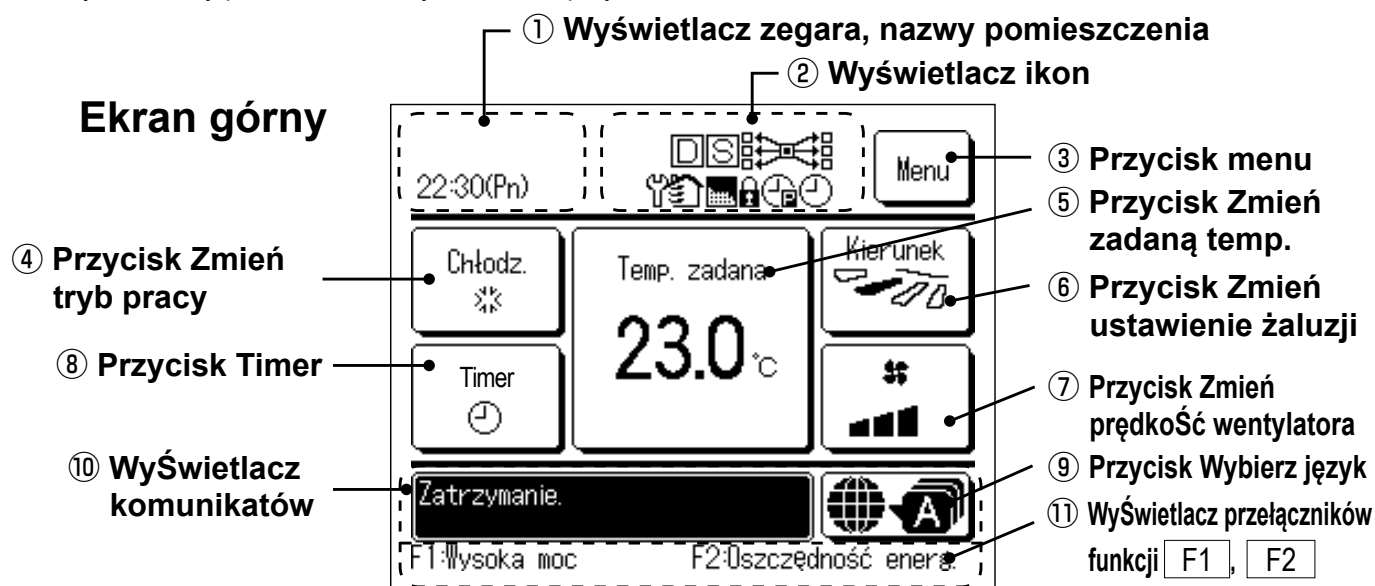 ① Wyświetlacz zegara, nazwy pomieszczenia
② Wyświetlacz ikon
Ekran górny
22:30(Pn)
D S
P
Menu
③ Przycisk menu
④ Przycisk Zmień
tryb pracy
Chłodz.
Temp. zadana
23.0 °C
Kierunek
⑤ Przycisk Zmień
zadaną temp.
⑥ Przycisk Zmień
ustawienie żaluzji
⑧ Przycisk Timer
Timer
⑦ Przycisk Zmień
prędkoŚć wentylatora
⑩ WyŚwietlacz
komunikatów
Zatrzymanie.
A
⑨ Przycisk Wybierz język
F1:Wysoka moc
F2:Oszczędność energ.
⑪ WyŚwietlacz przełączników
funkcji F1 , F2